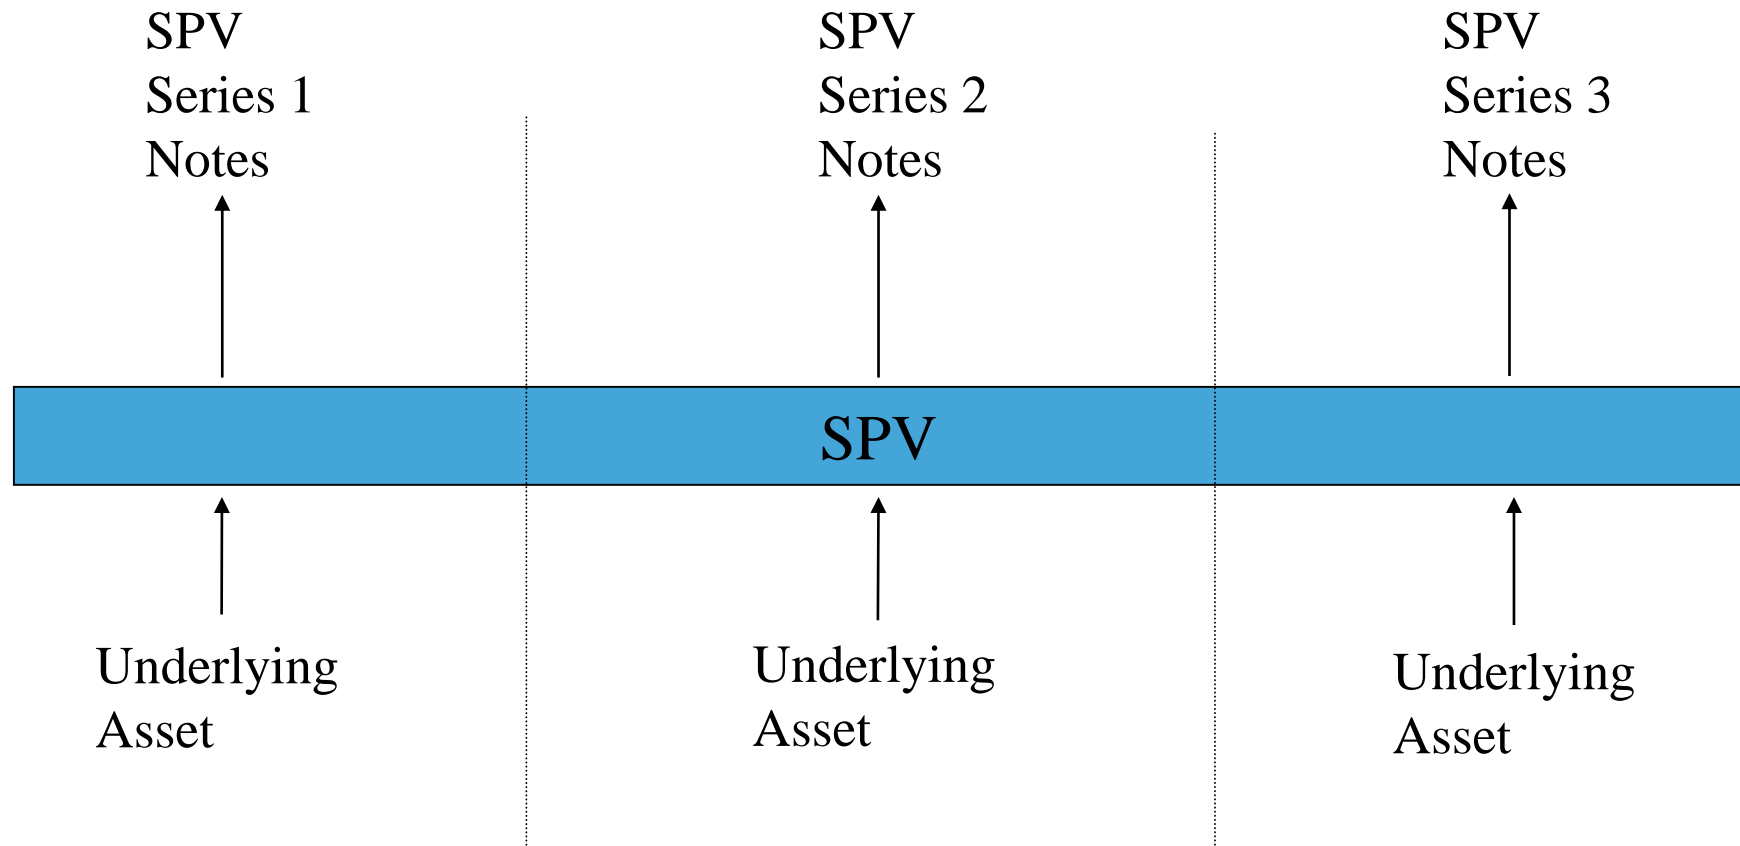 SPV
Series 1
Notes
SPV
Series 2
Notes
SPV
Series 3
Notes
SPV
Underlying
Asset
Underlying
Asset
Underlying
Asset